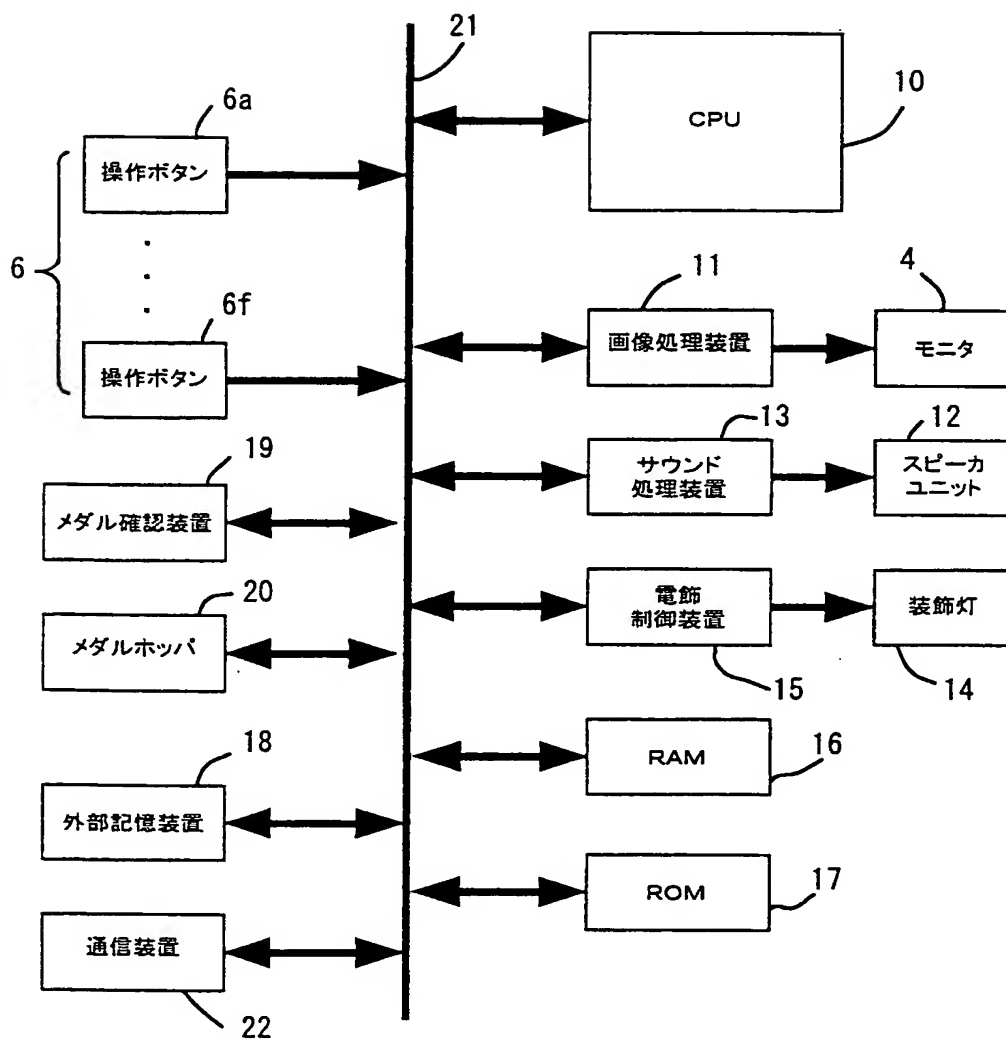 21
10
CPU
6a
操作ボタン
6
・
・
・
6f
操作ボタン
11
画像処理装置
4
モニタ
19
メダル確認装置
13
サウンド
処理装置
12
スピーカ
ユニット
20
メダルホッパ
電飾
制御装置
15
装飾灯
14
18
外部記憶装置
RAM
16
ROM
17
通信装置
22